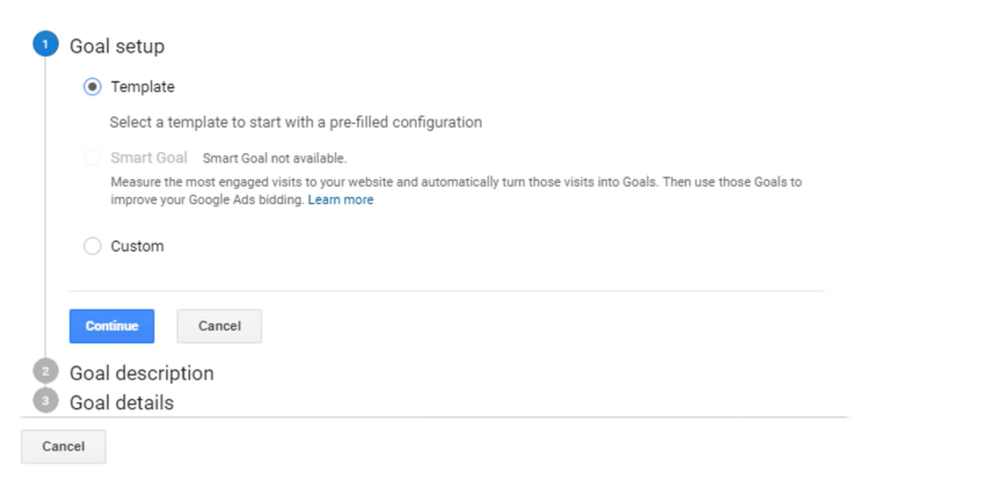 1 Goal setup
Template
Select a template to start with a pre-filled configuration
Smart Goal Smart Goal not available.
Measure the most engaged visits to your website and automatically turn those visits into Goals. Then use those Goals to
improve your Google Ads bidding. Learn more
Custom
Continue Cancel
2 Goal description
3 Goal details
Cancel